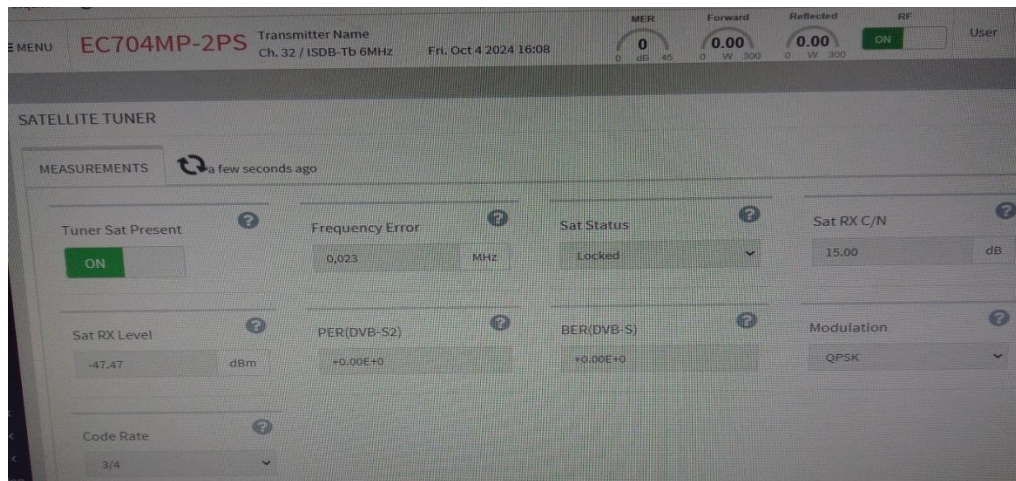 MENU
EC704MP-2PS
Transmitter Name
Ch. 32 / ISDB-Tb 6MHz
Fri. Oct 4 2024 16:08
MER
0
0 dB 45
Forward
0.00
0 W 200
Reflected
0.00
0 W 300
RF
ON
User
SATELLITE TUNER
MEASUREMENTS
a few seconds ago
Tuner Sat Present
?
ON
Frequency Error
?
0,023 MHz
Sat Status
?
Locked
Sat RX C/N
?
15.00 dB
Sat RX Level
?
-47.47 dBm
PER(DVB-S2)
?
+0.00E+0
BER(DVB-S)
?
+0.00E+0
Modulation
?
QPSK
Code Rate
?
3/4